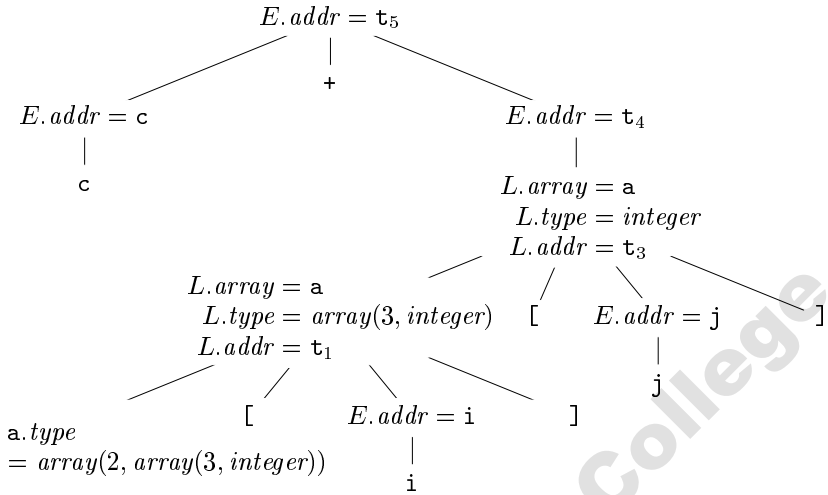 E.addr = t₅
+
E.addr = c
E.addr = t₄
c
L.array = a
L.type = integer
L.addr = t₃
L.array = a
L.type = array(3, integer)
L.addr = t₁
[
E.addr = j
]
j
a.type
= array(2, array(3, integer))
[
E.addr = i
]
i
College